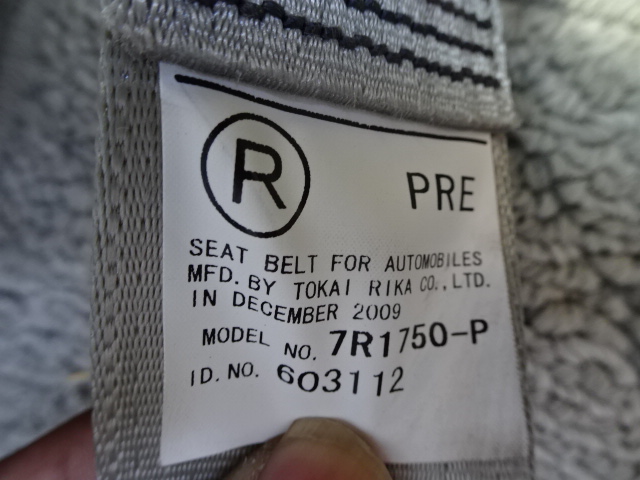 R PRE
SEAT BELT FOR AUTOMOBILES
MFD. BY TOKAI RIKA CO., LTD.
IN DECEMBER 2009
MODEL NO. 7R1750-P
I D. NO. 603112